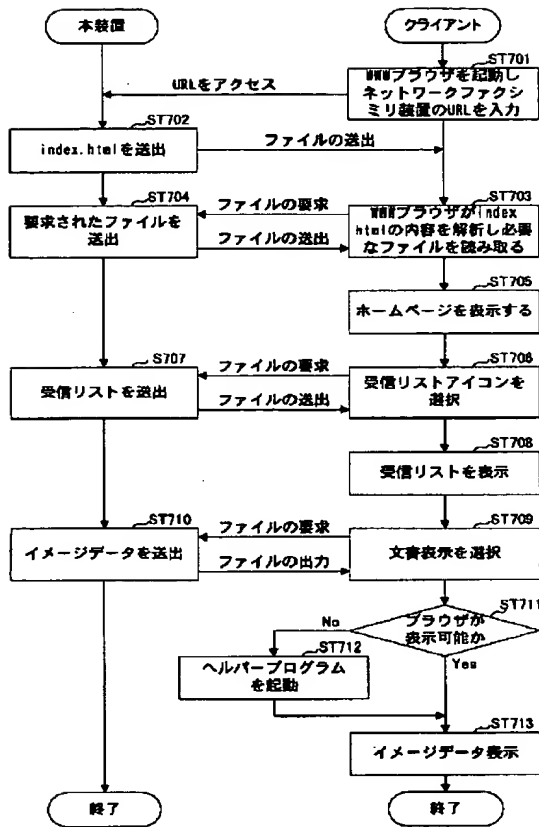 本装置
クライアント
ST701
WWWブラウザを起動し
ネットワークファクシ
ミリ装置のURLを入力
URLをアクセス
ST702
index.htmlを送出
ファイルの送出
ST704
要求されたファイルを
送出
ファイルの要求
ファイルの送出
ST703
WWWブラウザがindex
htmlの内容を解析し必要
なファイルを読み取る
ST705
ホームページを表示する
S707
受信リストを送出
ファイルの要求
ファイルの送出
ST706
受信リストアイコンを
選択
ST708
受信リストを表示
ST710
イメージデータを送出
ファイルの要求
ファイルの出力
ST709
文書表示を選択
ST711
ブラウザが
表示可能か
No
Yes
ST712
ヘルパープログラム
を起動
ST713
イメージデータ表示
終了
終了